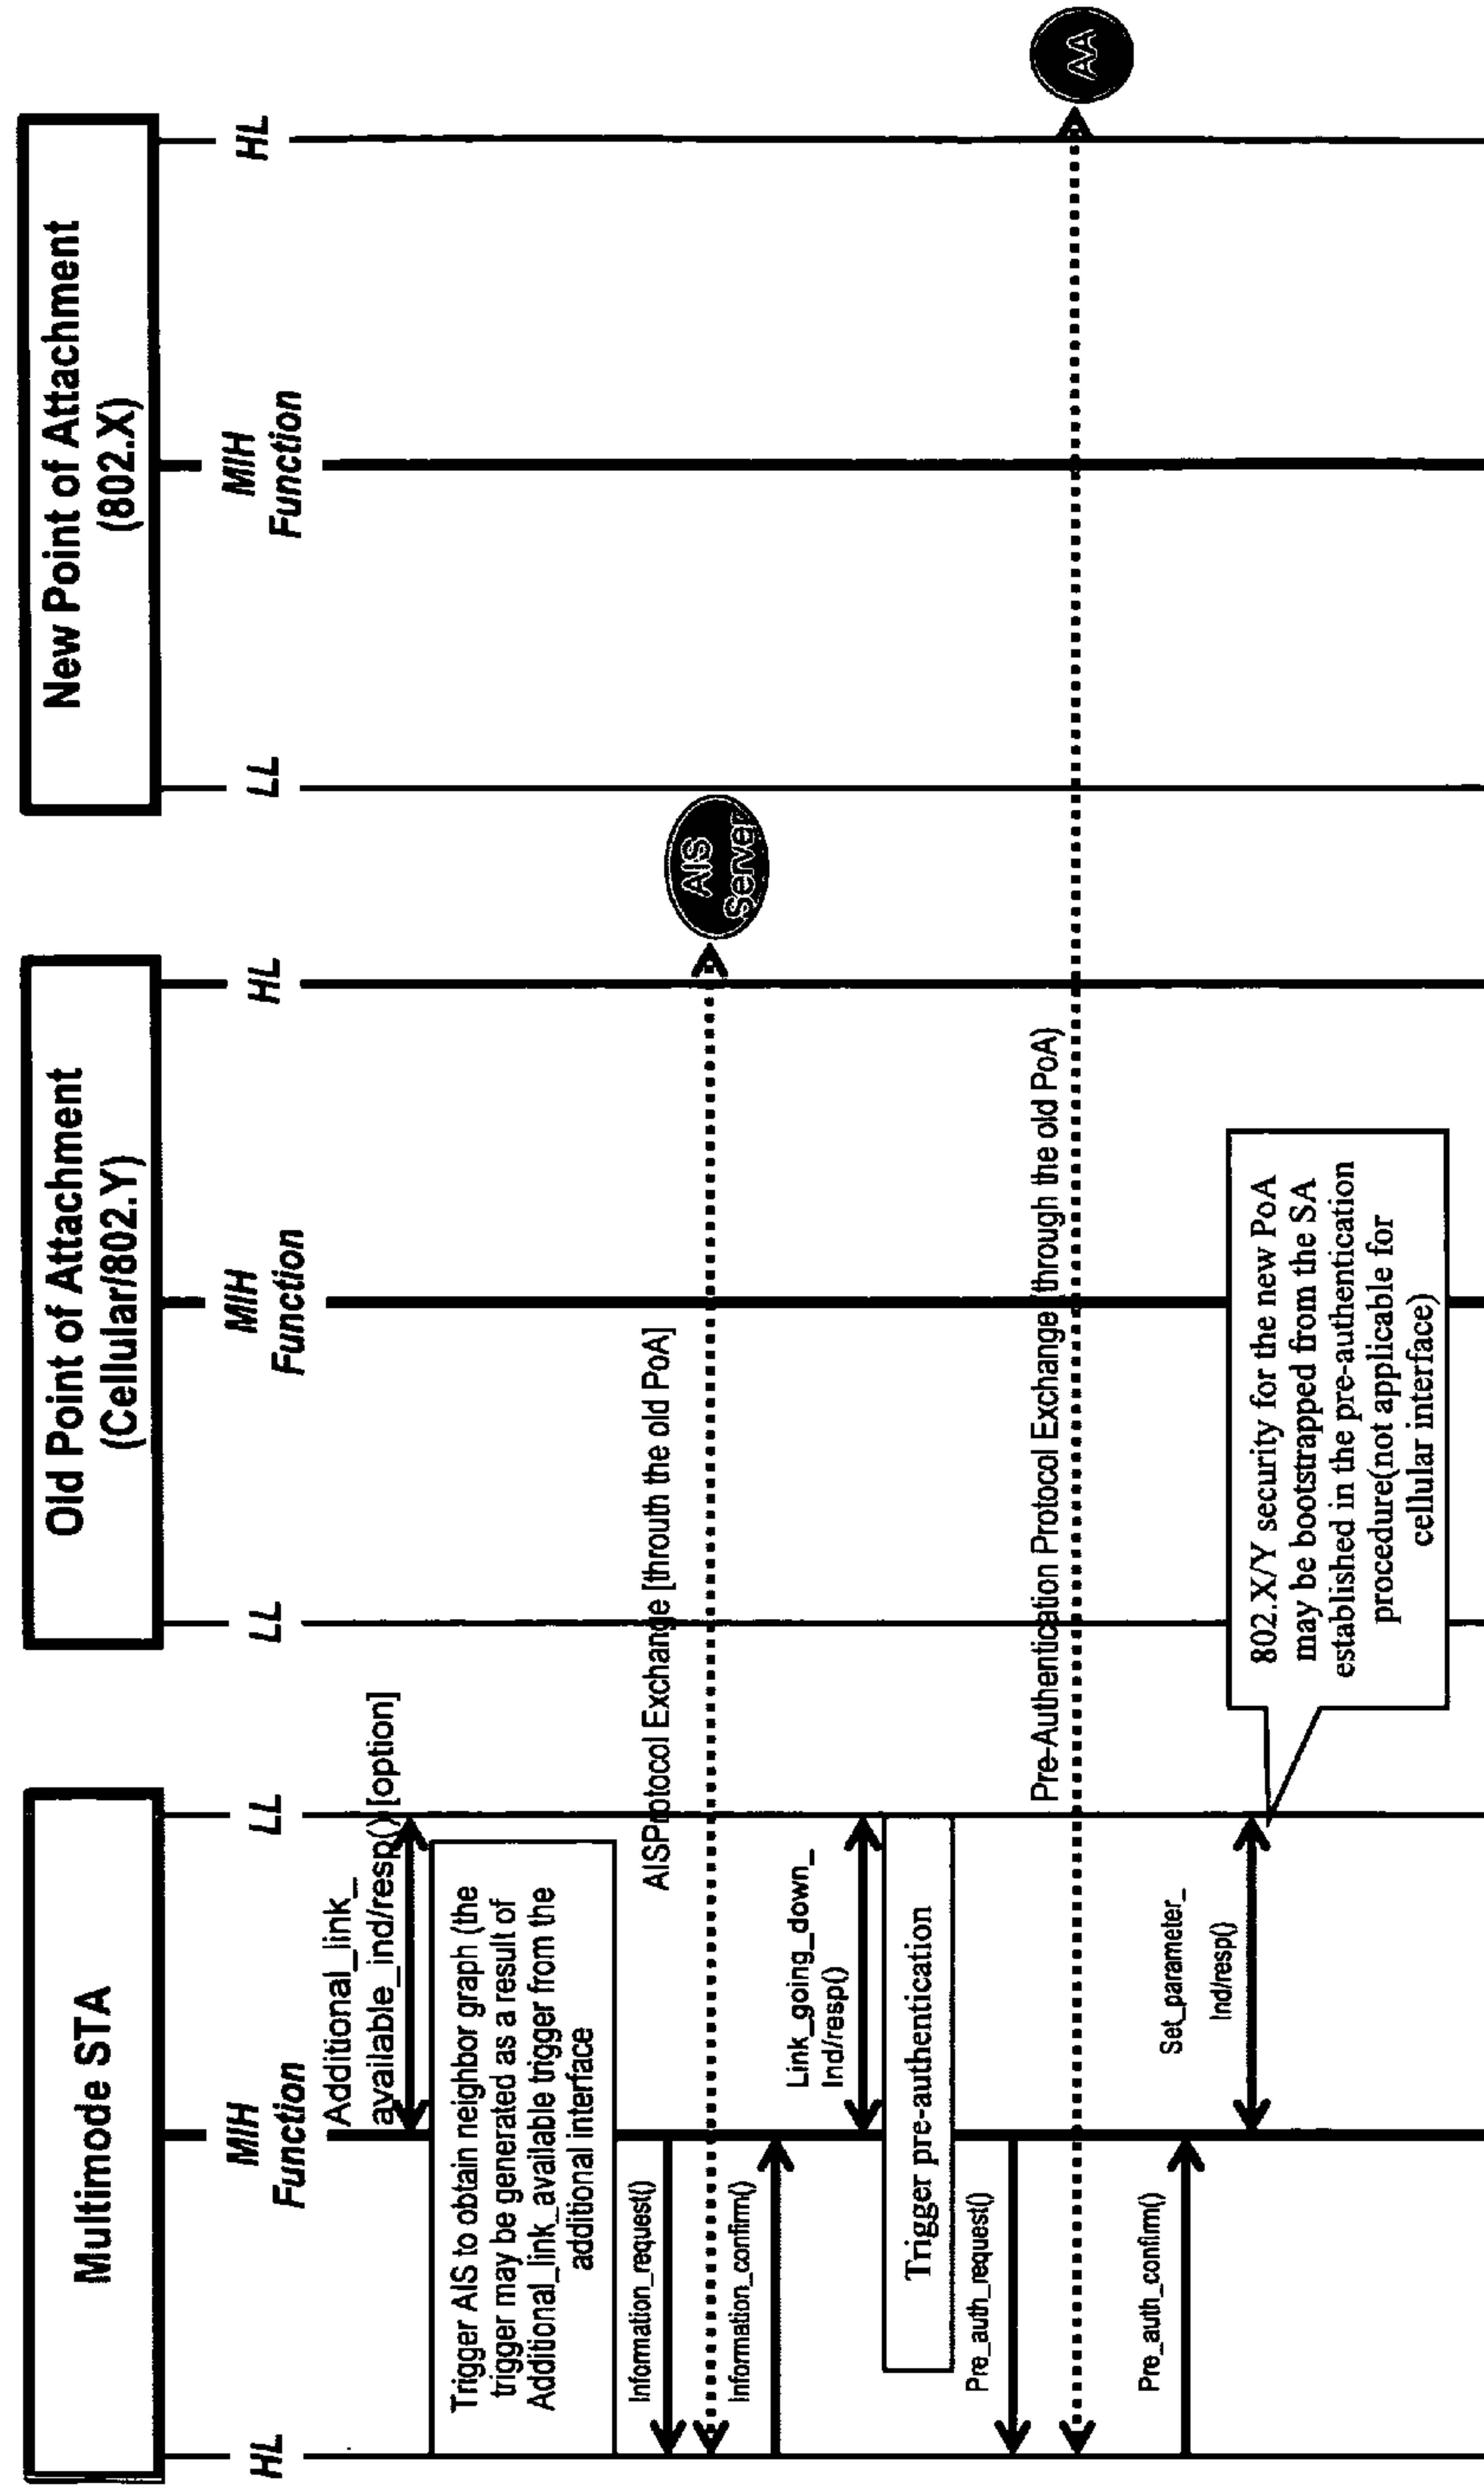 Multimode STA
Old Point of Attachment
(Cellular/802.Y)
New Point of Attachment
(802.X)
HL
MIH
Function
LL
LL
MIH
Function
HL
LL
MIH
Function
HL
Additional_link_
available_ind/resp() [option]
Trigger AIS to obtain neighbor graph (the
trigger may be generated as a result of
Additional_link_available trigger from the
additional interface
Information_request()
AISProtocol Exchange [throuth the old PoA]
AIS
Server
Information_confirm()
Link_going_down_
Ind/resp()
Trigger pre-authentication
Pre_auth_request()
Pre-Authentication Protocol Exchange (through the old PoA)
AA
Pre_auth_confirm()
Set_parameter_
Ind/resp()
802.X/Y security for the new PoA
may be bootstrapped from the SA
established in the pre-authentication
procedure(not applicable for
cellular interface)